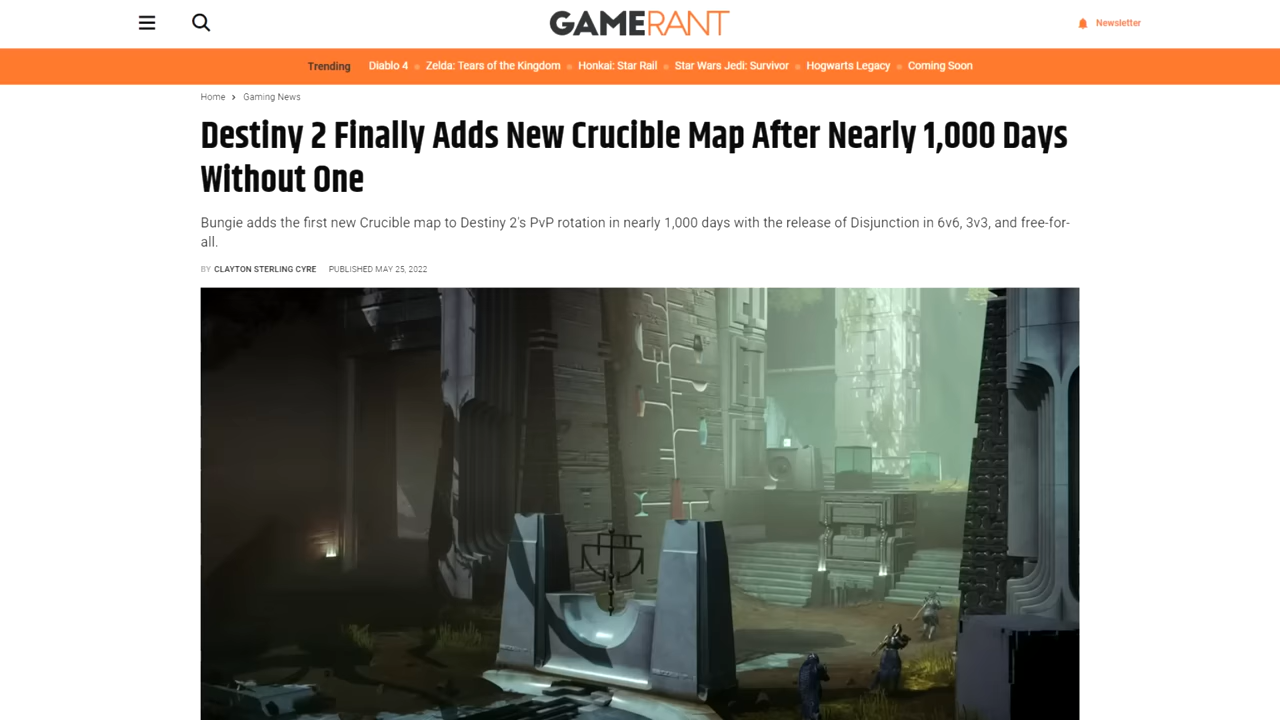 GAMERANT
Newsletter
Trending Diablo 4 Zelda: Tears of the Kingdom Honkai: Star Rail Star Wars Jedi: Survivor Hogwarts Legacy Coming Soon
Home > Gaming News
Destiny 2 Finally Adds New Crucible Map After Nearly 1,000 Days
Without One
Bungie adds the first new Crucible map to Destiny 2's PvP rotation in nearly 1,000 days with the release of Disjunction in 6v6, 3v3, and free-for-
all.
BY CLAYTON STERLING CYRE PUBLISHED MAY 25, 2022